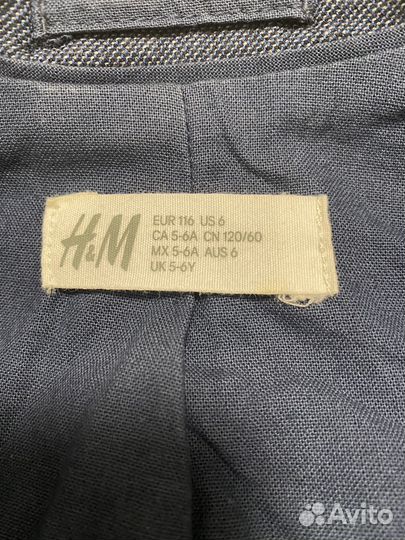 H&M
EUR 116 US 6
CA 5-6A CN 120/60
MX 5-6A AUS 6
UK 5-6Y
Avito